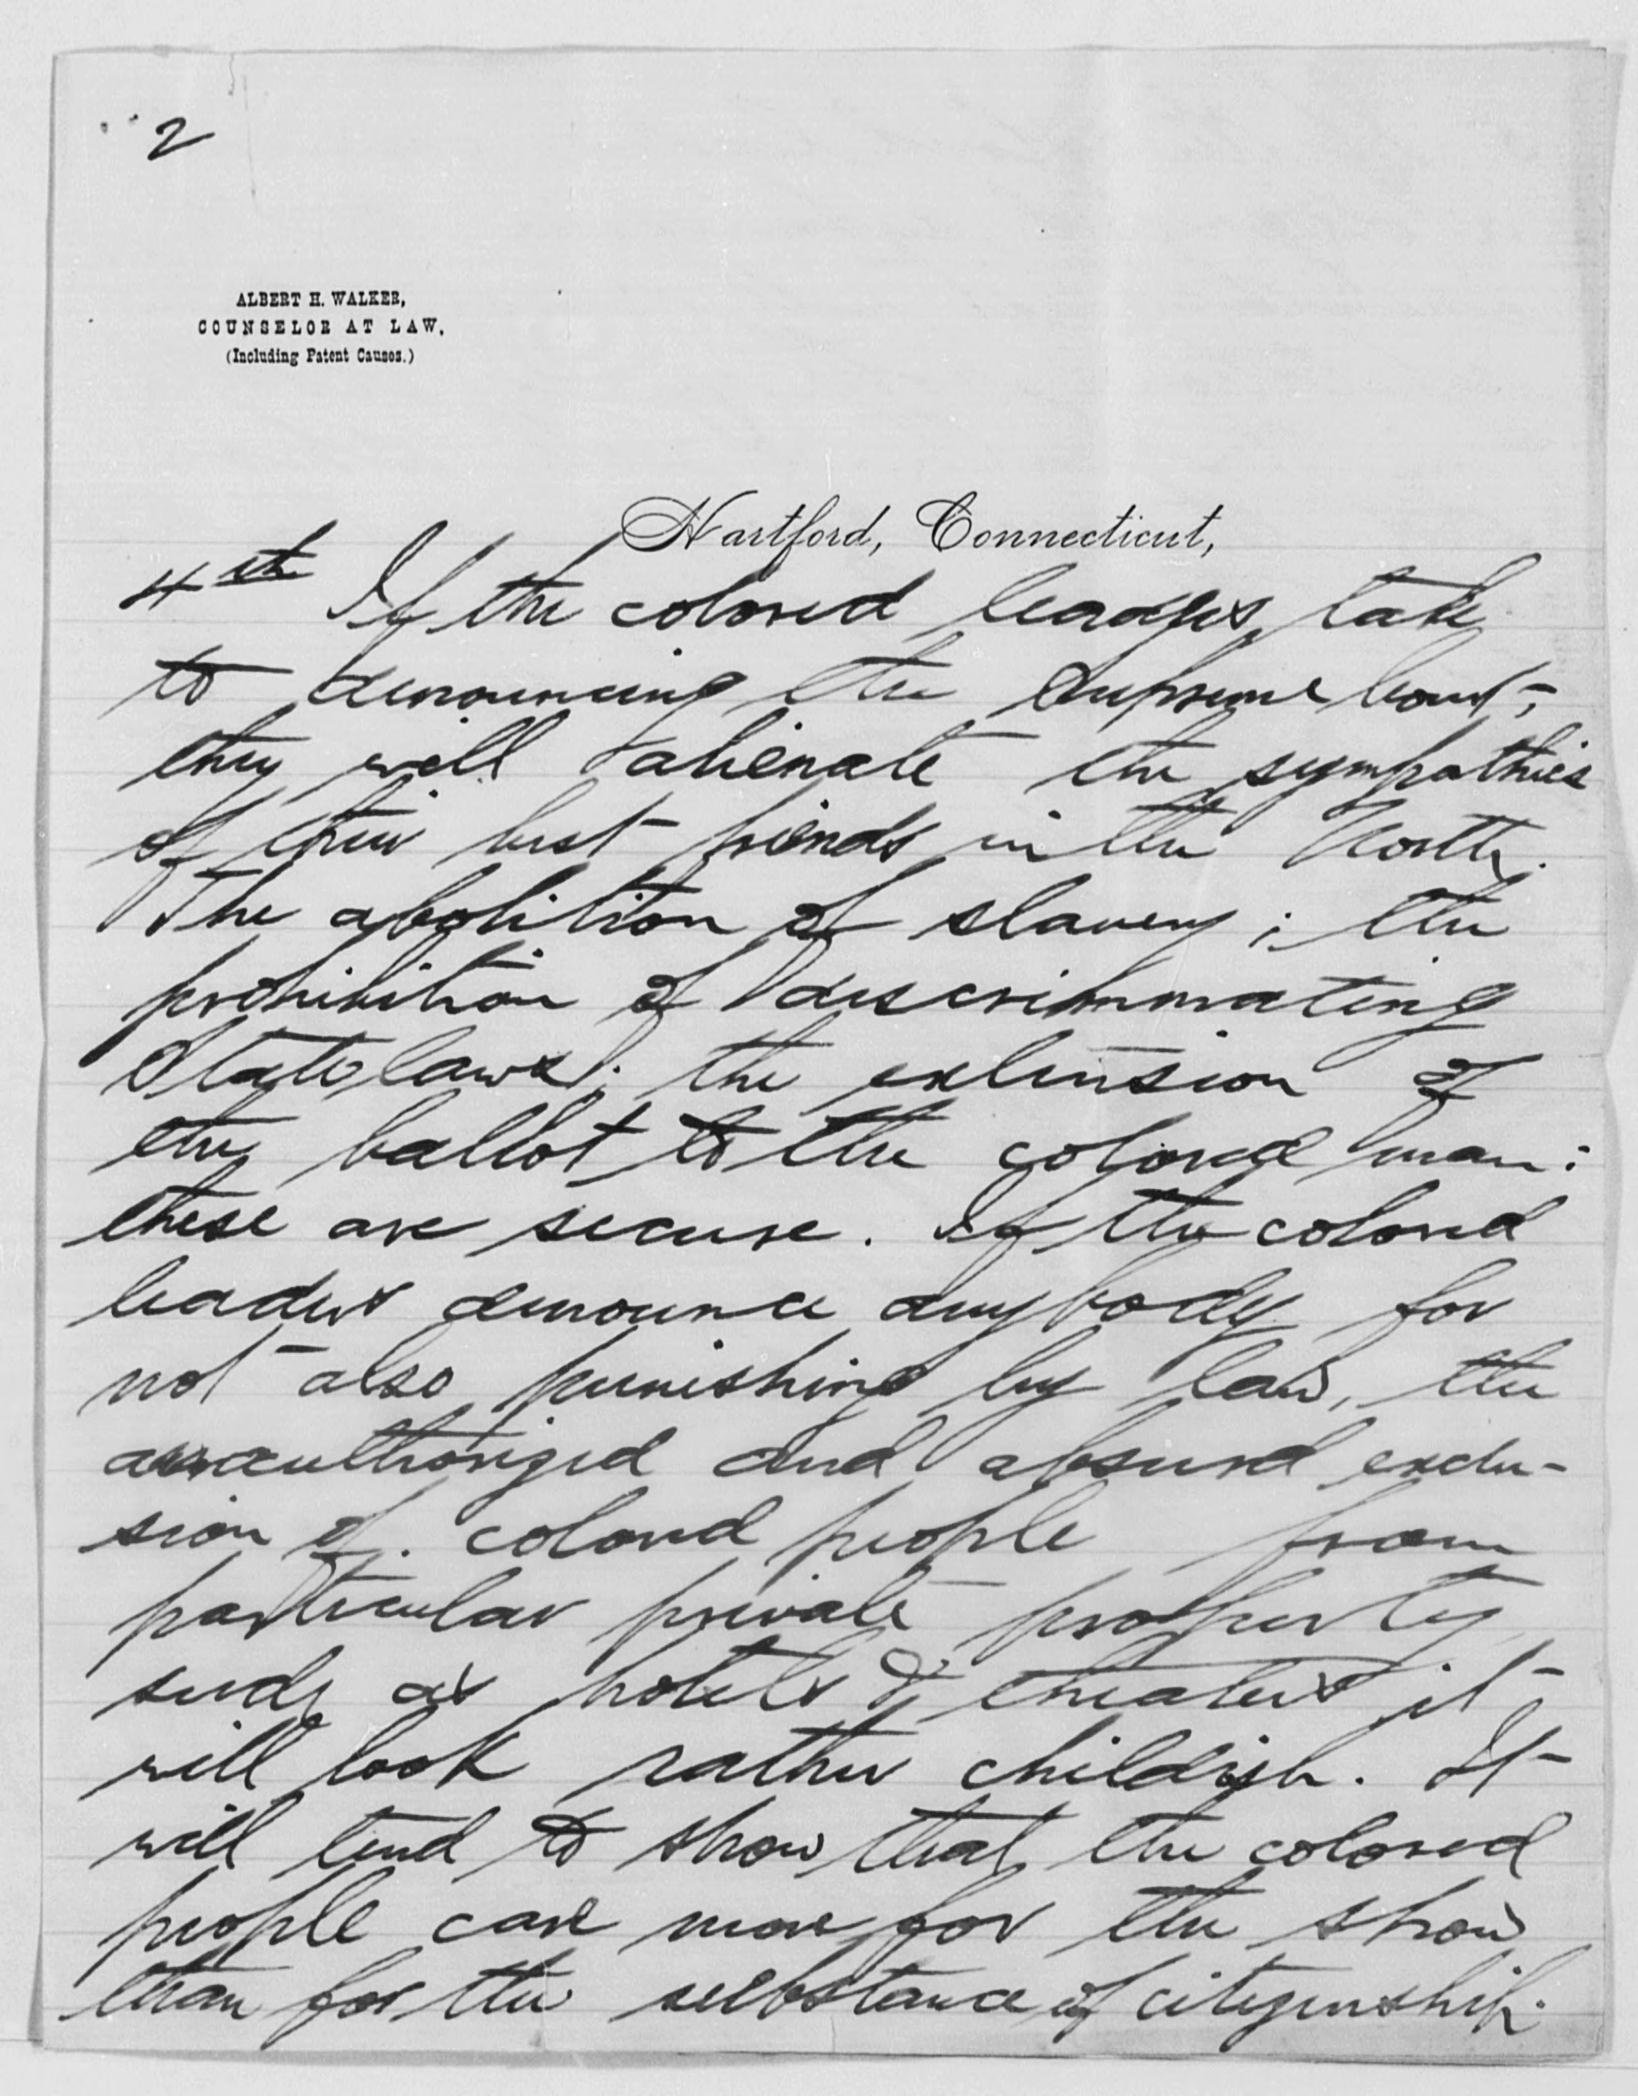 2
ALBERT H. WALKER,
COUNSELOR AT LAW,
(Including Patent Causes.)
Hartford, Connecticut,
4th If the colored leaders take
to denouncing the Supreme Court,
they will alienate the sympathies
of their best friends in the North.
The abolition of slavery; the
prohibition of discriminating
State laws; the extension of
the ballot to the colored man:
these are secure. If the colored
leaders denounce anybody for
not also punishing by law, the
unauthorized and absurd exclu-
sion of colored people from
particular private property
such as hotels & theaters it
will look rather childish. It
will tend to show that the colored
people care more for the show
than for the substance of citizenship.